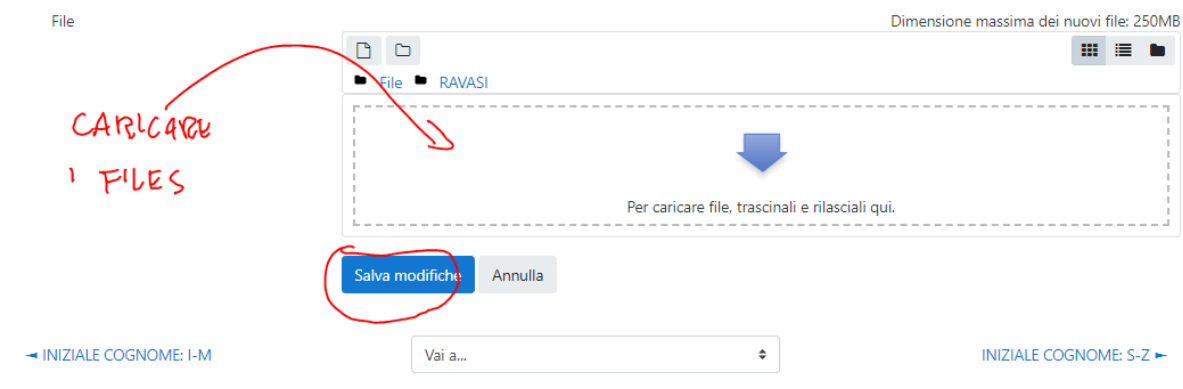 File
Dimensione massima dei nuovi file: 250MB
File RAVASI
CARICARE
I FILES
Per caricare file, trascinali e rilasciali qui.
Salva modifiche Annulla
◄ INIZIALE COGNOME: I-M
Vai a...
INIZIALE COGNOME: S-Z ►